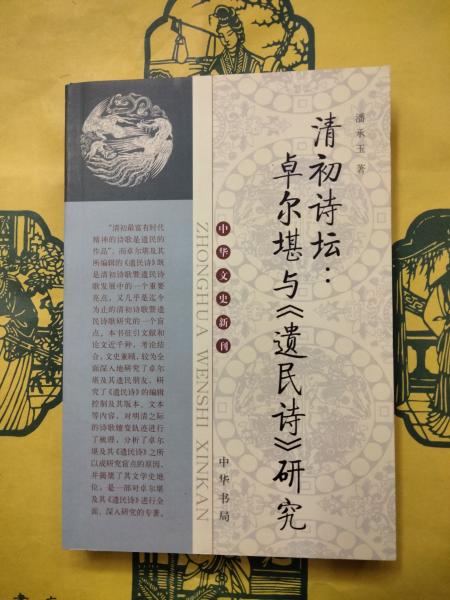 清初诗坛：
卓尔堪与《遗民诗》研究
潘承玉 著
中华文史新刊
ZHONGHUA WENSHI XINKAN
中华书局
“清初最富有时代
精神的诗歌是遗民的
作品”，而卓尔堪及其
所编辑的《遗民诗》既
是清初诗歌暨遗民诗
歌发展中的一个重要
亮点，又几乎是迄今
为止的清初诗歌暨遗
民诗歌研究的一个盲
点。本书征引文献和
论文近千种，考论结
合，文史兼顾，较为全
面深入地研究了卓尔
堪及其遗民朋友，研
究了《遗民诗》的编辑
控制及其版本、文本
等内容，对明清之际
的诗歌嬗变轨迹进行
了梳理，分析了卓尔
堪及其《遗民诗》之所
以成研究盲点的原因，
并揭橥了其文学史地
位，是一部对卓尔堪
及其《遗民诗》进行全
面、深入研究的专著。